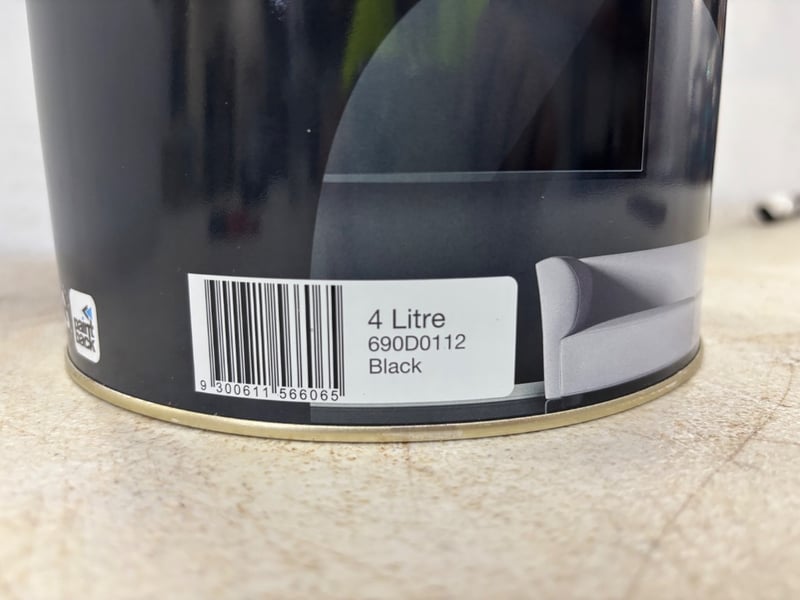 4 Litre
690D0112
Black
9 300611 566065
paint
back